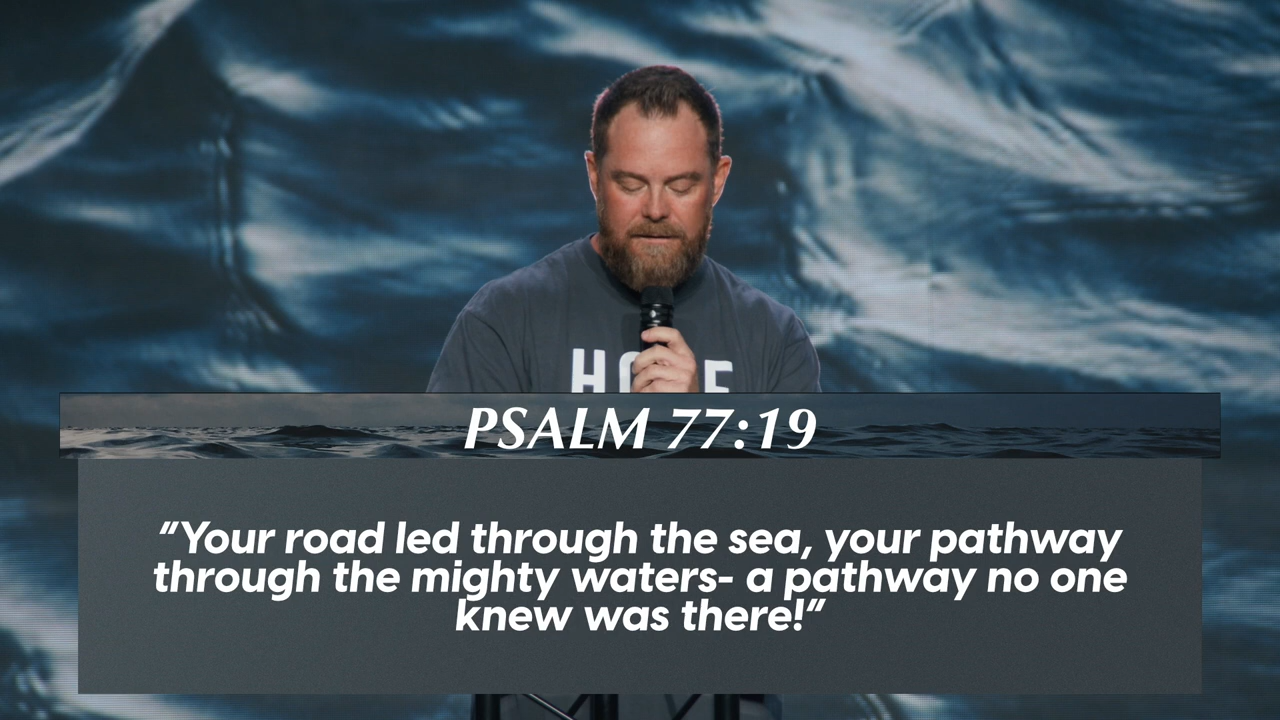 HOPE
PSALM 77:19
“Your road led through the sea, your pathway
through the mighty waters- a pathway no one
knew was there!”